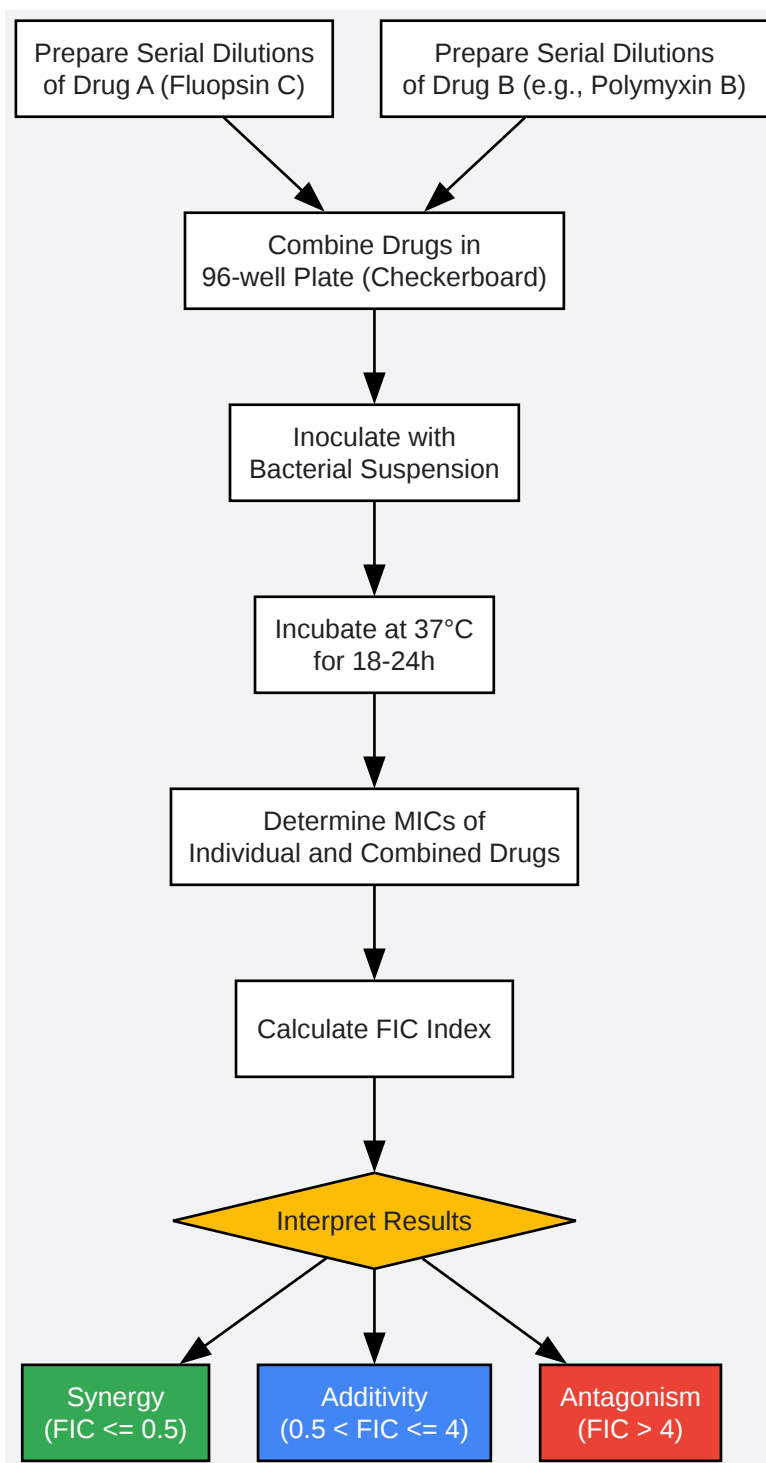 Prepare Serial Dilutions
of Drug A (Fluopsin C)
Prepare Serial Dilutions
of Drug B (e.g., Polymyxin B)
Combine Drugs in
96-well Plate (Checkerboard)
Inoculate with
Bacterial Suspension
Incubate at 37°C
for 18-24h
Determine MICs of
Individual and Combined Drugs
Calculate FIC Index
Interpret Results
Synergy
(FIC <= 0.5)
Additivity
(0.5 < FIC <= 4)
Antagonism
(FIC > 4)